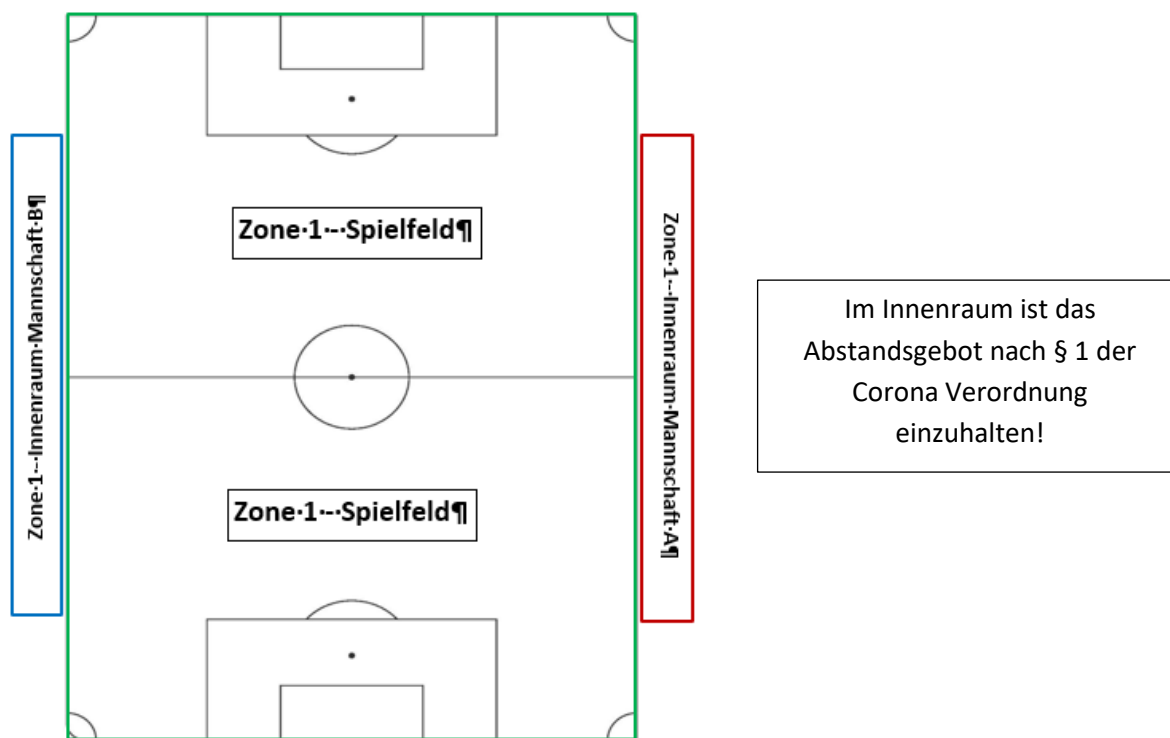 Zone·1·-·Innenraum·Mannschaft·B¶
Zone·1·-·Spielfeld¶
Zone·1·-·Spielfeld¶
Zone·1·-·Innenraum·Mannschaft·A¶
Im Innenraum ist das
Abstandsgebot nach § 1 der
Corona Verordnung
einzuhalten!